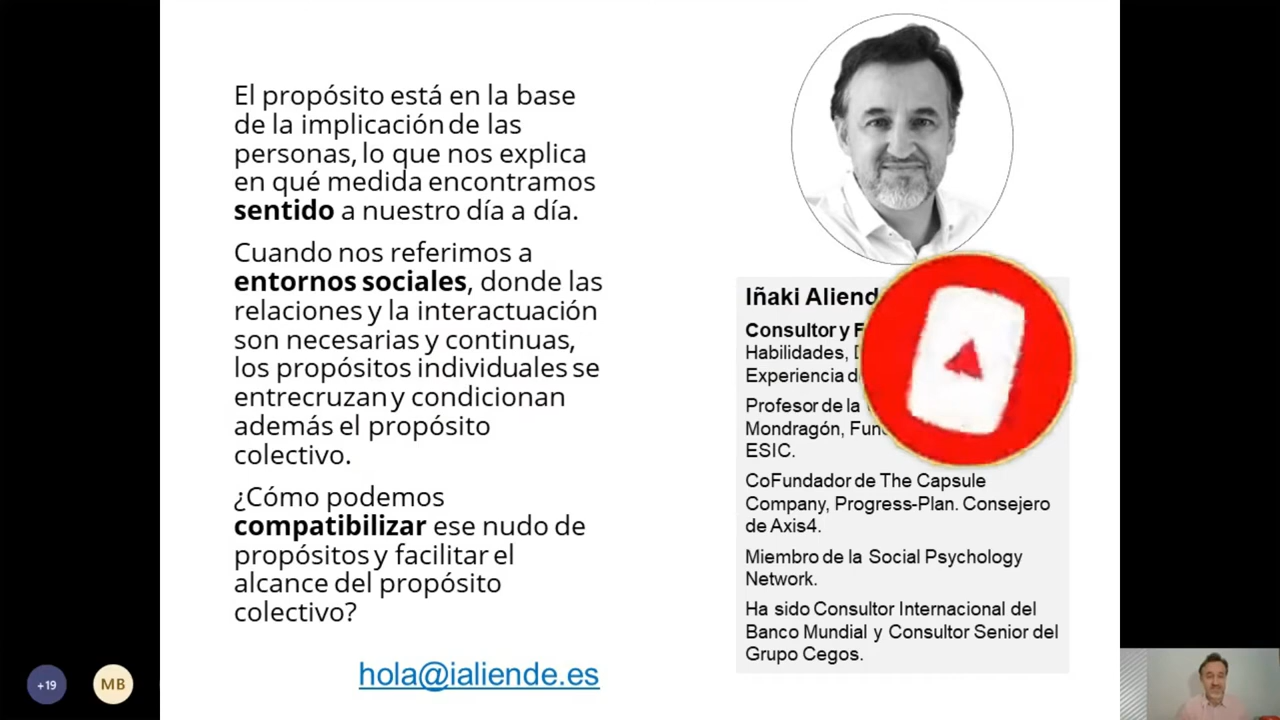 El propósito está en la base
de la implicación de las
personas, lo que nos explica
en qué medida encontramos
sentido a nuestro día a día.
Cuando nos referimos a
entornos sociales, donde las
relaciones y la interactuación
son necesarias y continuas,
los propósitos individuales se
entrecruzan y condicionan
además el propósito
colectivo.
¿Cómo podemos
compatibilizar ese nudo de
propósitos y facilitar el
alcance del propósito
colectivo?
hola@ialiende.es
Iñaki
Consultor y
Habilidades,
Experiencia
Profesor de la
Mondragón,
ESIC.
CoFundador de The Capsule
Company, Progress-Plan. Consejero
de Axis4.
Miembro de la Social Psychology
Network.
Ha sido Consultor Internacional del
Banco Mundial y Consultor Senior del
Grupo Cegos.
+19
MB